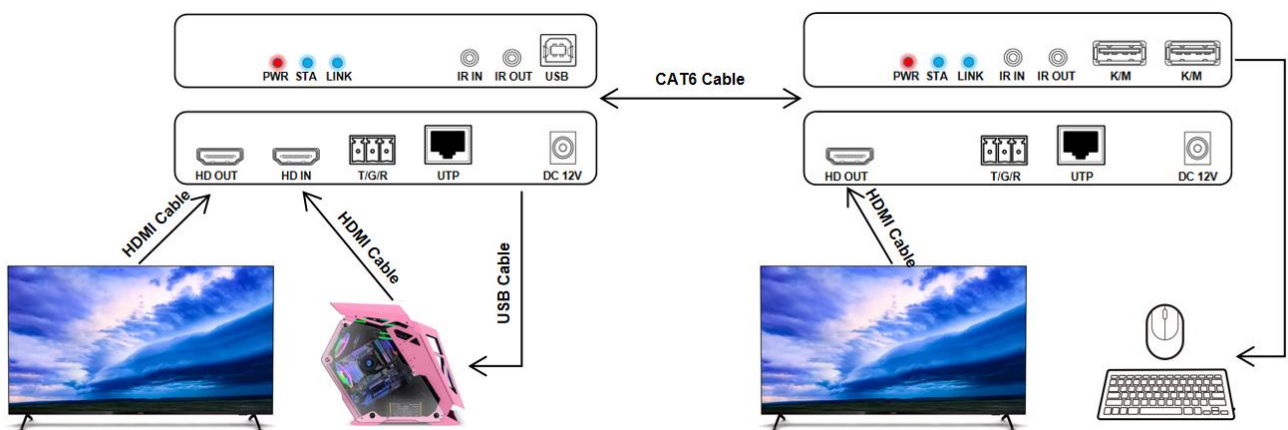 PWR STA LINK IR IN IR OUT USB
CAT6 Cable
PWR STA LINK IR IN IR OUT K/M K/M
HD OUT HD IN T/G/R UTP DC 12V
HD OUT T/G/R UTP DC 12V
HDMI Cable
HDMI Cable
USB Cable
HDMI Cable